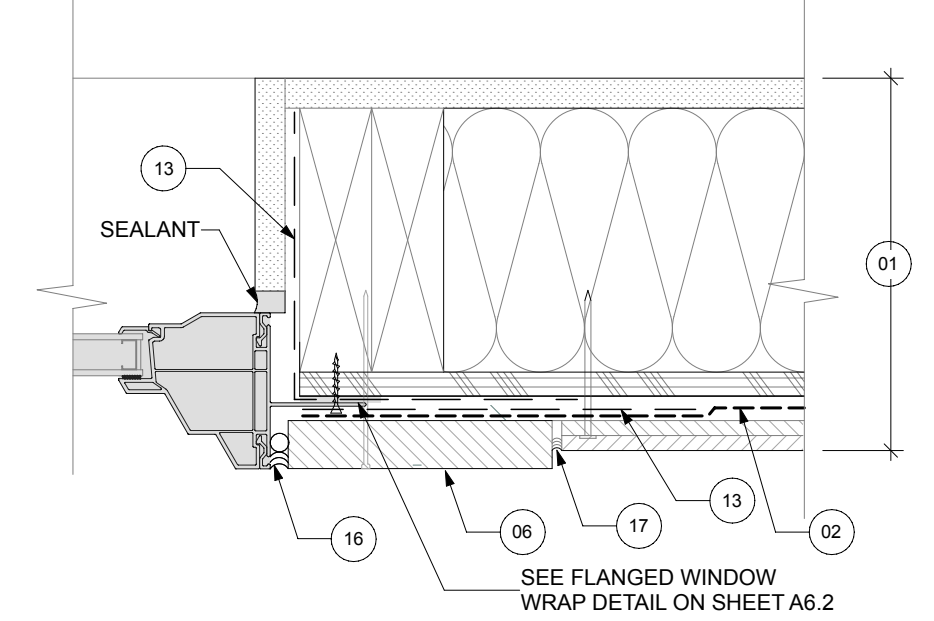 13
SEALANT
01
16
06
17
13
02
SEE FLANGED WINDOW
WRAP DETAIL ON SHEET A6.2